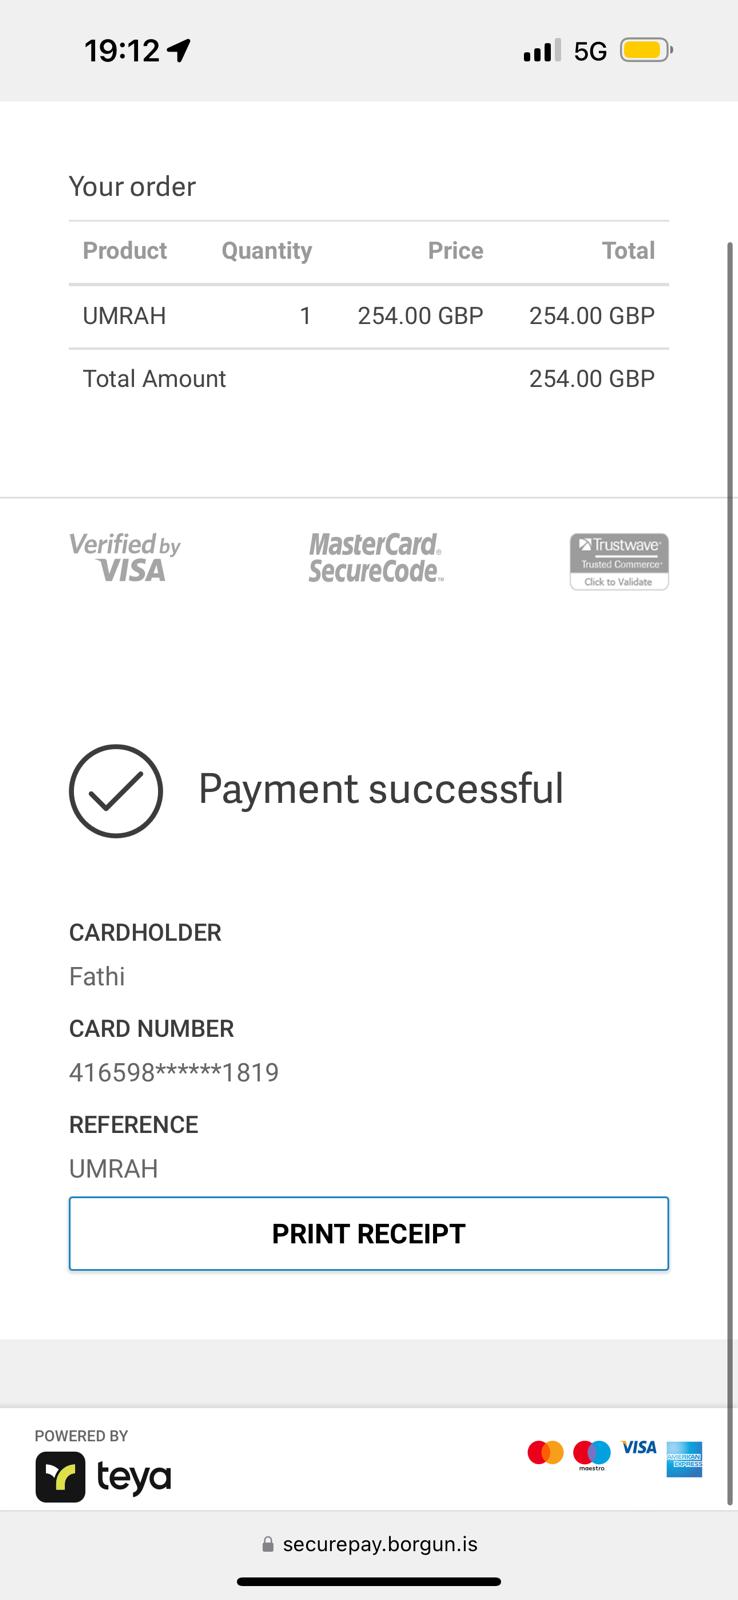 19:12 5G
Your order
Product Quantity Price Total
UMRAH 1 254.00 GBP 254.00 GBP
Total Amount 254.00 GBP
Verified by VISA
MasterCard. SecureCode.™
Trustwave®
Trusted Commerce®
Click to Validate
Payment successful
CARDHOLDER
Fathi
CARD NUMBER
416598******1819
REFERENCE
UMRAH
PRINT RECEIPT
POWERED BY
teya
maestro
VISA
AMERICAN EXPRESS
securepay.borgun.is